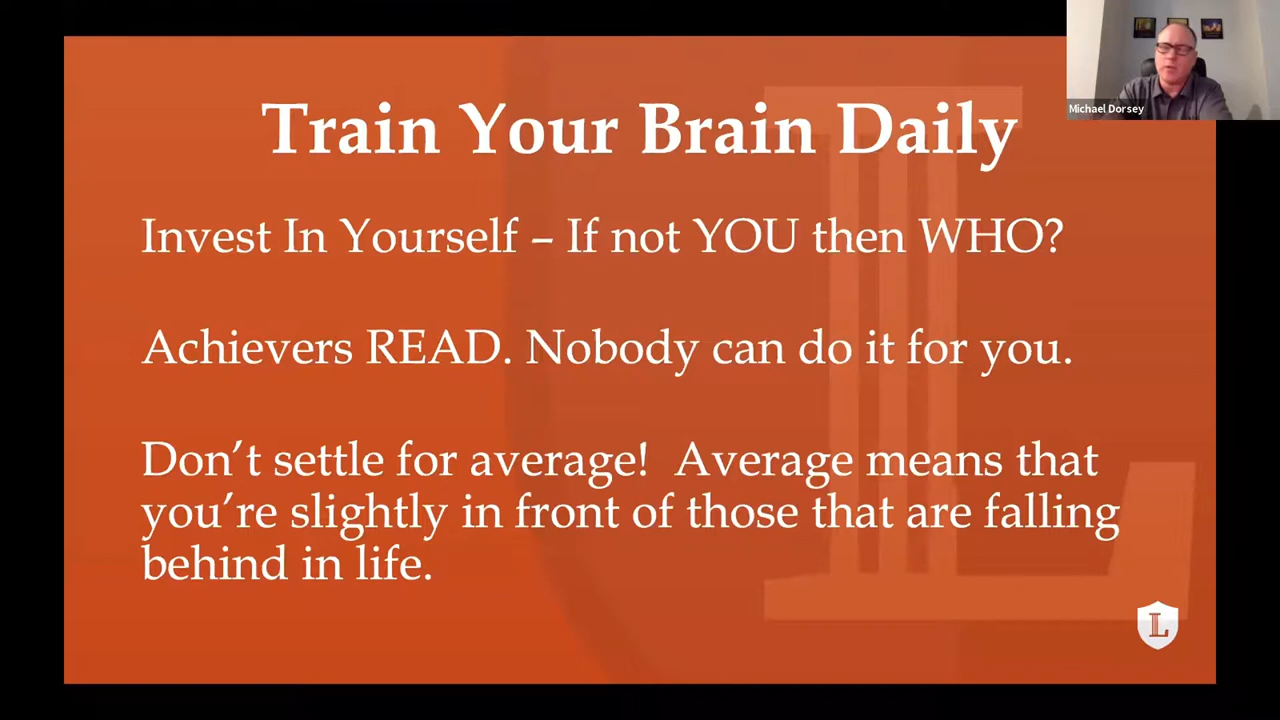 Train Your Brain Daily
Michael Dorsey
Invest In Yourself – If not YOU then WHO?
Achievers READ. Nobody can do it for you.
Don’t settle for average!  Average means that
you’re slightly in front of those that are falling
behind in life.
L